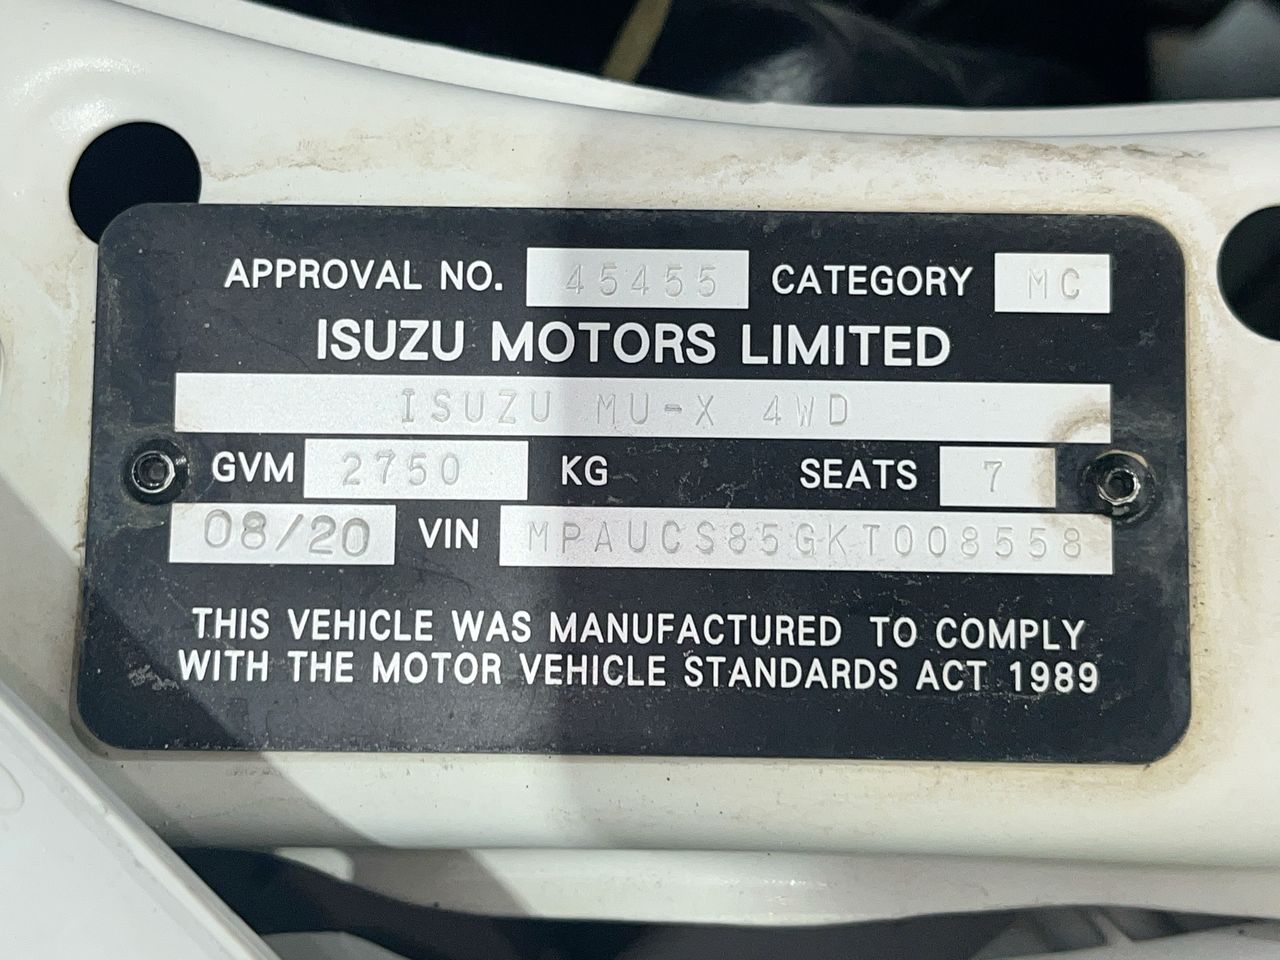 APPROVAL NO. 45455 CATEGORY MC
ISUZU MOTORS LIMITED
ISUZU MU-X 4WD
GVM 2750 KG SEATS 7
08/20 VIN MPAUCS85GKT008558
THIS VEHICLE WAS MANUFACTURED TO COMPLY
WITH THE MOTOR VEHICLE STANDARDS ACT 1989